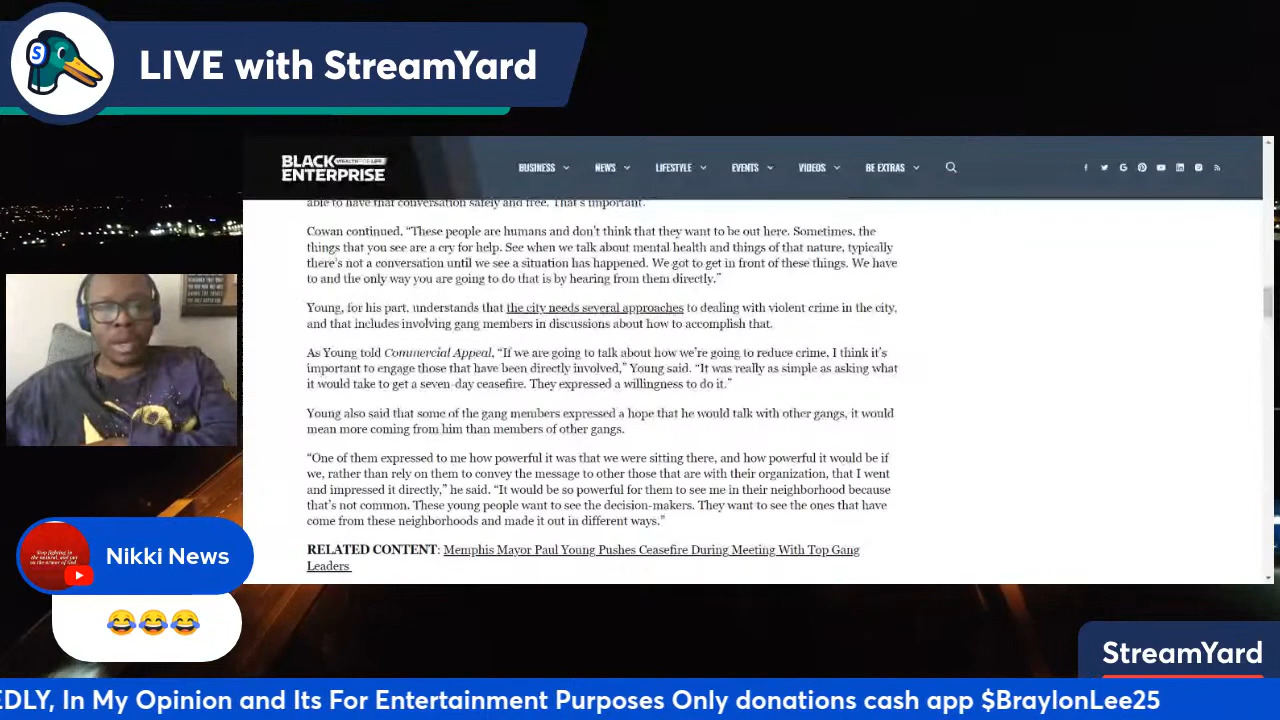 S
LIVE with StreamYard
BLACK
WEALTH FOR LIFE
ENTERPRISE
BUSINESS NEWS LIFESTYLE EVENTS VIDEOS BE EXTRAS
able to have that conversation safely and free. That's important."
Cowan continued, “These people are humans and don't think that they want to be out here. Sometimes, the
things that you see are a cry for help. See when we talk about mental health and things of that nature, typically
there's not a conversation until we see a situation has happened. We got to get in front of these things. We have
to and the only way you are going to do that is by hearing from them directly.”
Young, for his part, understands that the city needs several approaches to dealing with violent crime in the city,
and that includes involving gang members in discussions about how to accomplish that.
As Young told Commercial Appeal, “If we are going to talk about how we're going to reduce crime, I think it's
important to engage those that have been directly involved,” Young said. “It was really as simple as asking what
it would take to get a seven-day ceasefire. They expressed a willingness to do it.”
Young also said that some of the gang members expressed a hope that he would talk with other gangs, it would
mean more coming from him than members of other gangs.
“One of them expressed to me how powerful it was that we were sitting there, and how powerful it would be if
we, rather than rely on them to convey the message to other those that are with their organization, that I went
and impressed it directly,” he said. “It would be so powerful for them to see me in their neighborhood because
that's not common. These young people want to see the decision-makers. They want to see the ones that have
come from these neighborhoods and made it out in different ways.”
RELATED CONTENT: Memphis Mayor Paul Young Pushes Ceasefire During Meeting With Top Gang
Leaders
Nikki News
😂😂😂
StreamYard
EDLY, In My Opinion and Its For Entertainment Purposes Only donations cash app $BraylonLee25